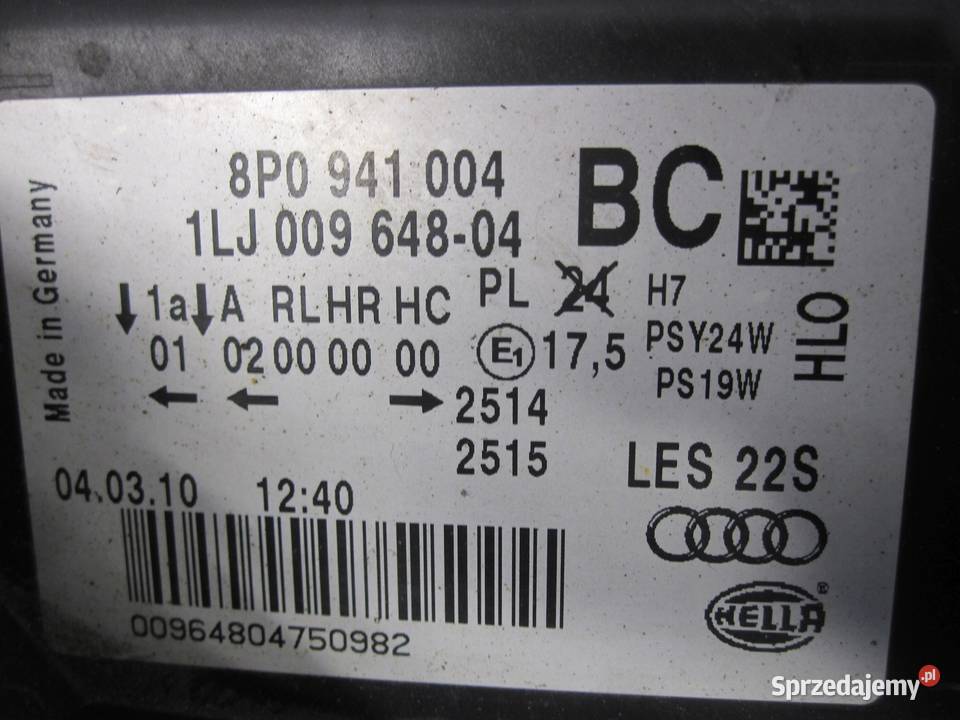 Made in Germany
8P0 941 004 BC
1LJ 009 648-04
1a A RL HR HC PL 24 H7
01 02 00 00 00 E1 17,5 PSY24W
PS19W
HLO
2514
2515
LES 22S
04.03.10 12:40
00964804750982
HELLA ®
Sprzedajemy.pl